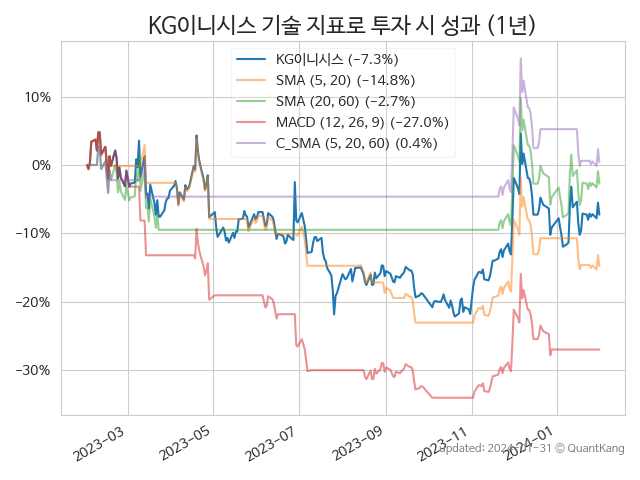 KG이니시스 기술 지표로 투자 시 성과 (1년)
KG이니시스 (−7.3%)
SMA (5, 20) (−14.8%)
SMA (20, 60) (−2.7%)
MACD (12, 26, 9) (−27.0%)
C_SMA (5, 20, 60) (0.4%)
10%
0%
−10%
−20%
−30%
2023-03
2023-05
2023-07
2023-09
2023-11
2024-01
updated: 2024-01-31 © QuantKang